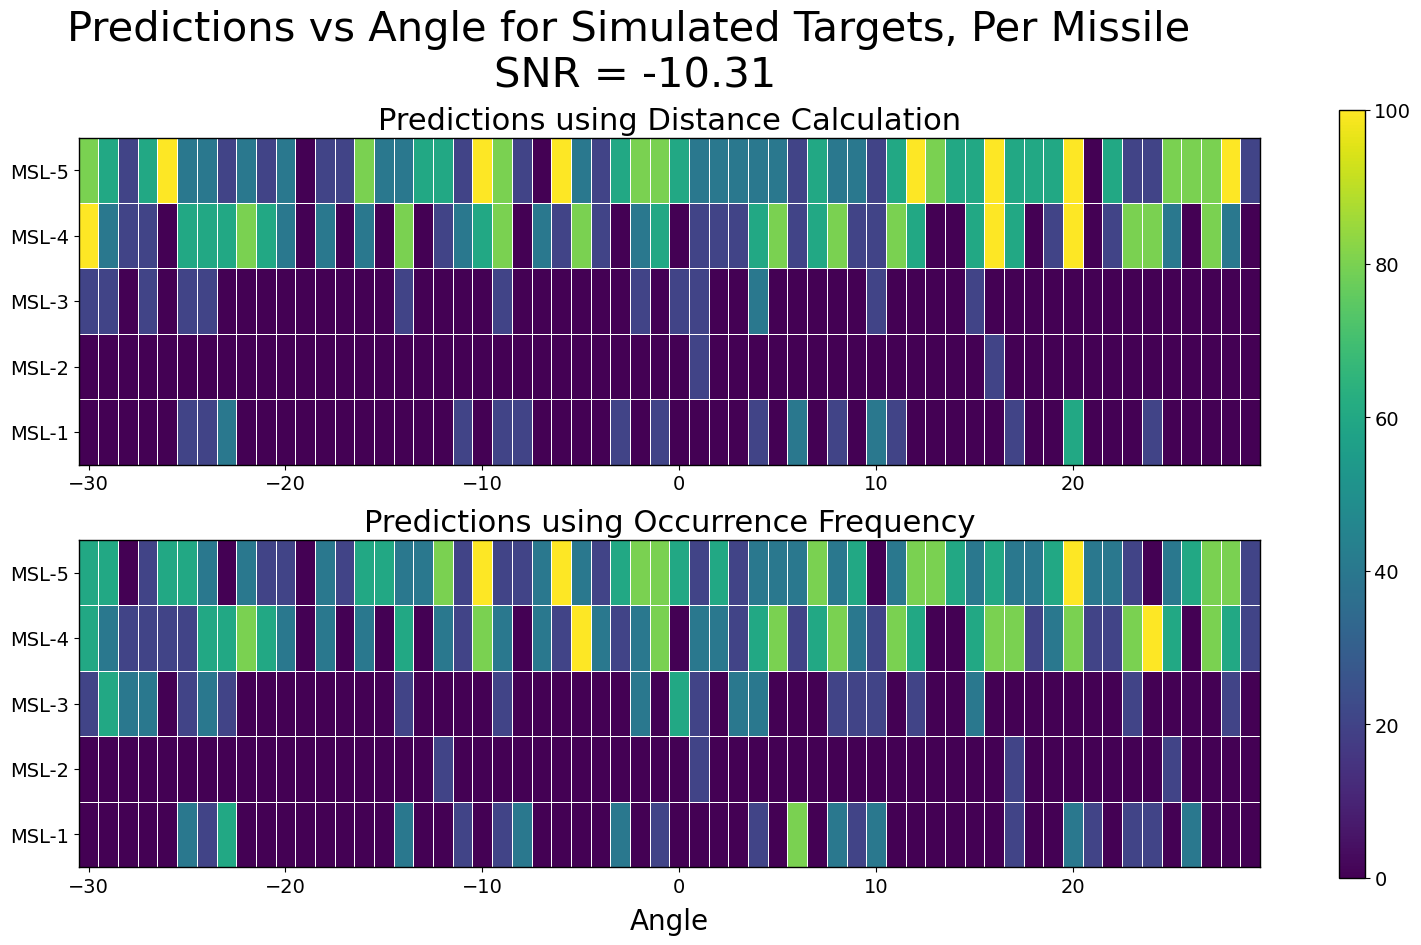 Predictions vs Angle for Simulated Targets, Per Missile
SNR = -10.31
Predictions using Distance Calculation
MSL-5
MSL-4
MSL-3
MSL-2
MSL-1
−30 −20 −10 0 10 20
Predictions using Occurrence Frequency
MSL-5
MSL-4
MSL-3
MSL-2
MSL-1
−30 −20 −10 0 10 20
Angle
100
80
60
40
20
0